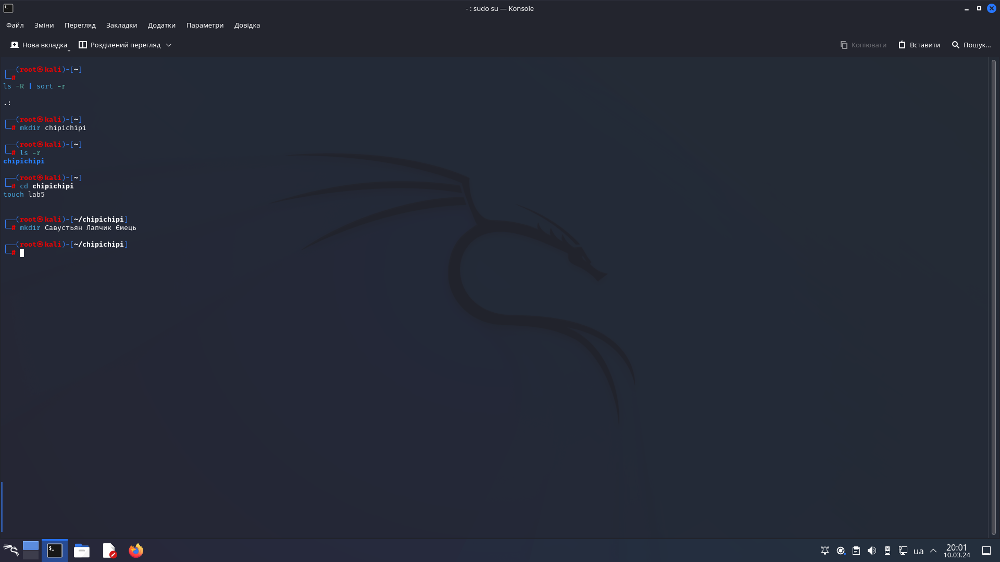 - : sudo su — Konsole
Файл Зміни Перегляд Закладки Додатки Параметри Довідка
Нова вкладка Розділений перегляд Копіювати Вставити Пошук...
┌──(root㉿kali)-[~]
└─#
ls -R | sort -r
.:
┌──(root㉿kali)-[~]
└─# mkdir chipichipi
┌──(root㉿kali)-[~]
└─# ls -r
chipichipi
┌──(root㉿kali)-[~]
└─# cd chipichipi
touch lab5
┌──(root㉿kali)-[~/chipichipi]
└─# mkdir Савустьян Лапчик Ємець
┌──(root㉿kali)-[~/chipichipi]
└─#
ua 20:01
10.03.24